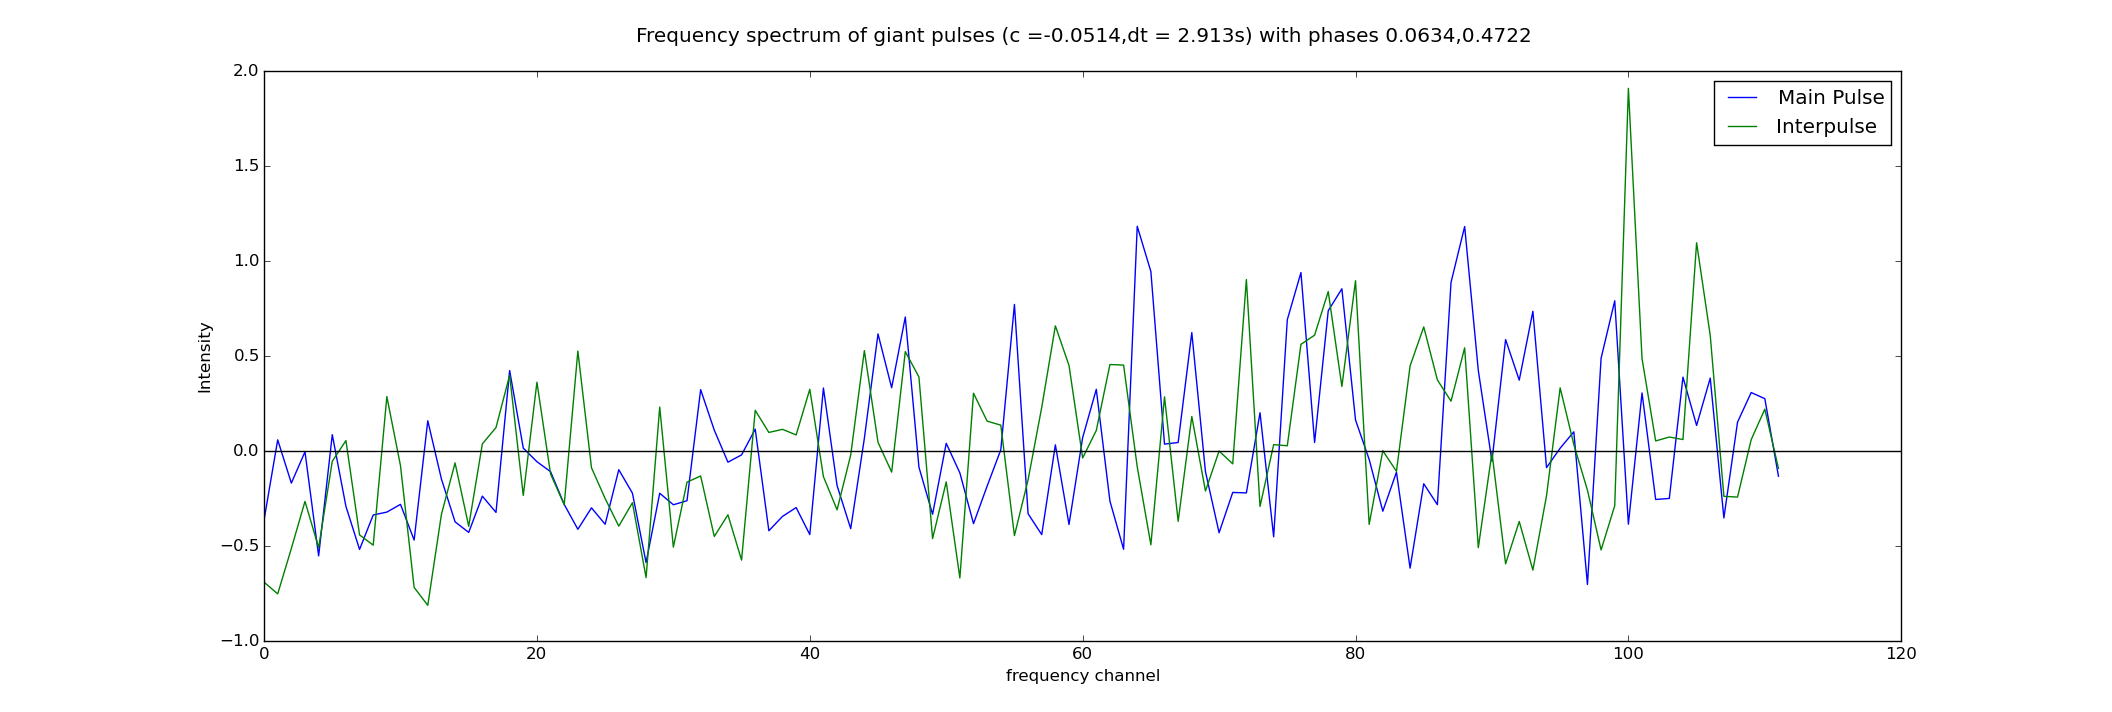 Frequency spectrum of giant pulses (c =-0.0514,dt = 2.913s) with phases 0.0634,0.4722
Main Pulse
Interpulse
2.0
1.5
1.0
0.5
0.0
−0.5
−1.0
Intensity
0 20 40 60 80 100 120
frequency channel